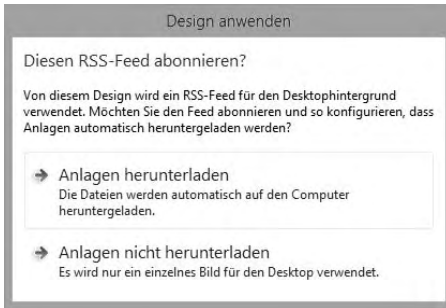 Design anwenden
Diesen RSS-Feed abonnieren?
Von diesem Design wird ein RSS-Feed für den Desktophintergrund
verwendet. Möchten Sie den Feed abonnieren und so konfigurieren, dass
Anlagen automatisch heruntergeladen werden?
Anlagen herunterladen
Die Dateien werden automatisch auf den Computer
heruntergeladen.
Anlagen nicht herunterladen
Es wird nur ein einzelnes Bild für den Desktop verwendet.